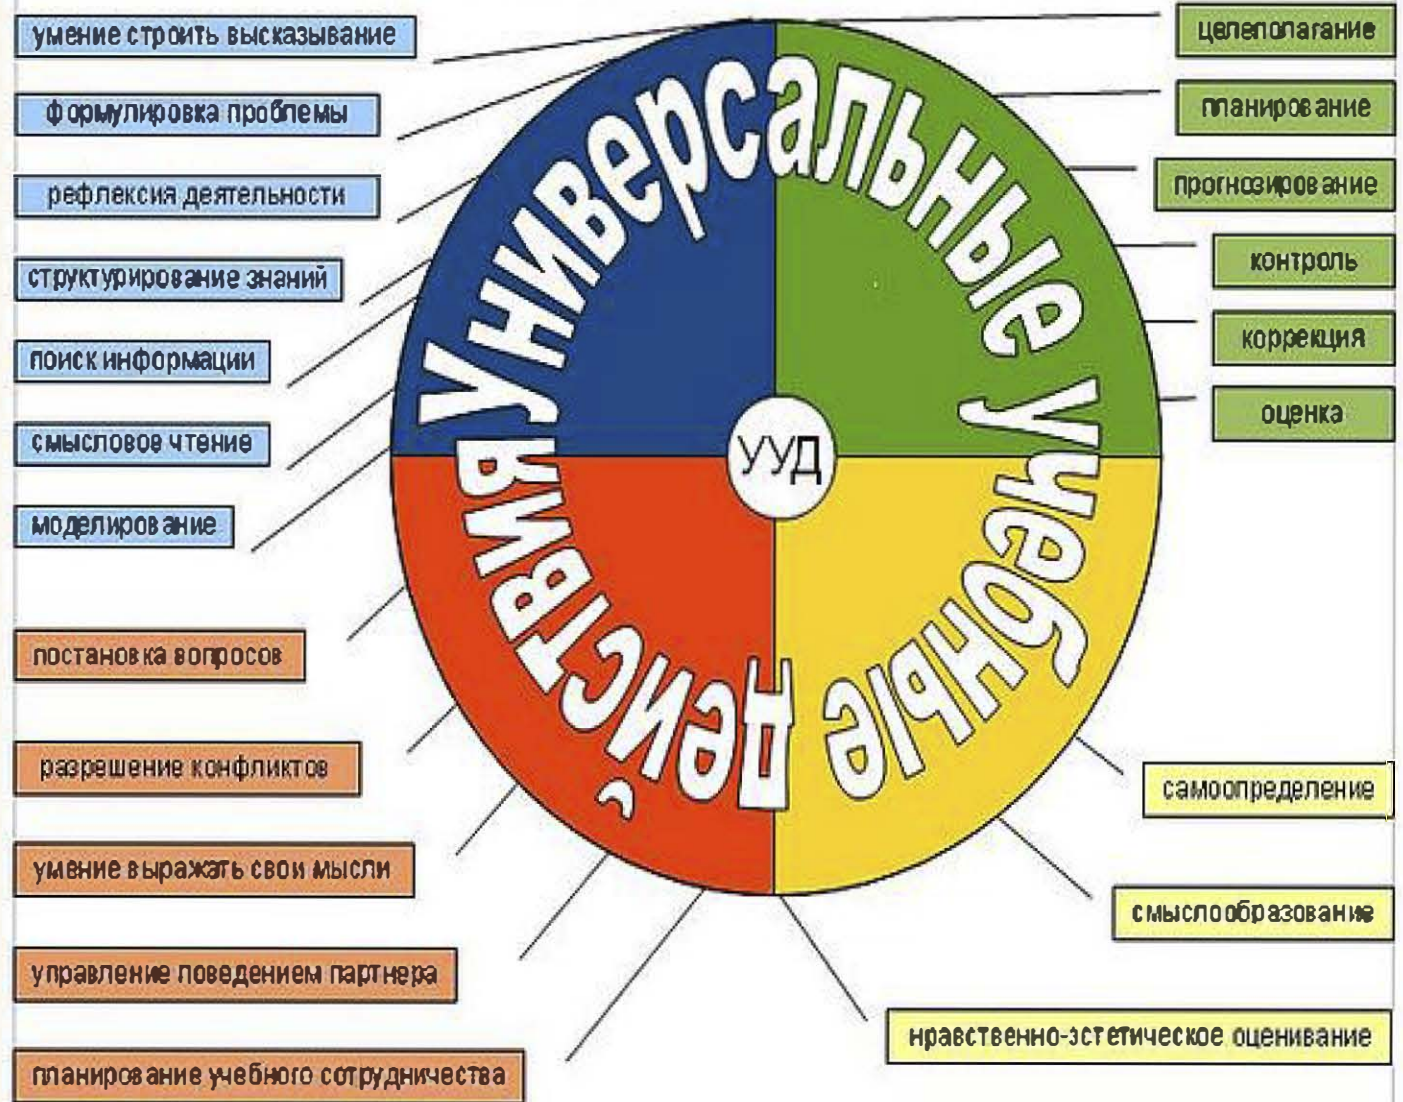 умение строить высказывание
формулировка проблемы
рефлексия деятельности
структурирование знаний
поиск информации
смысловое чтение
моделирование
постановка вопросов
разрешение конфликтов
умение выражать свои мысли
управление поведением партнера
планирование учебного сотрудничества
Универсальные учебные действия
УУД
целеполагание
планирование
прогнозирование
контроль
коррекция
оценка
самоопределение
смыслообразование
нравственно-эстетическое оценивание